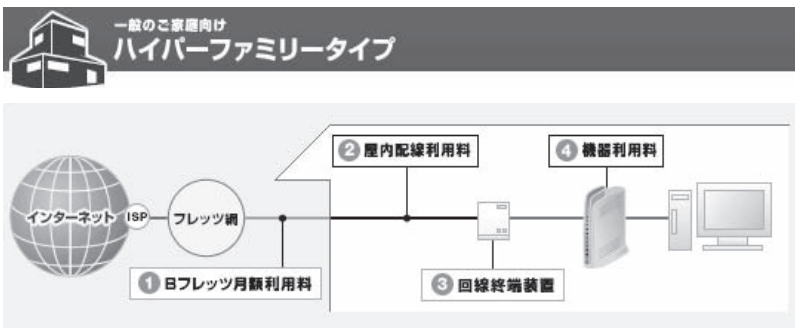 一般のご家庭向け
ハイパーファミリータイプ
② 屋内配線利用料
④ 機器利用料
インターネット
ISP
フレッツ網
① Bフレッツ月額利用料
③ 回線終端装置